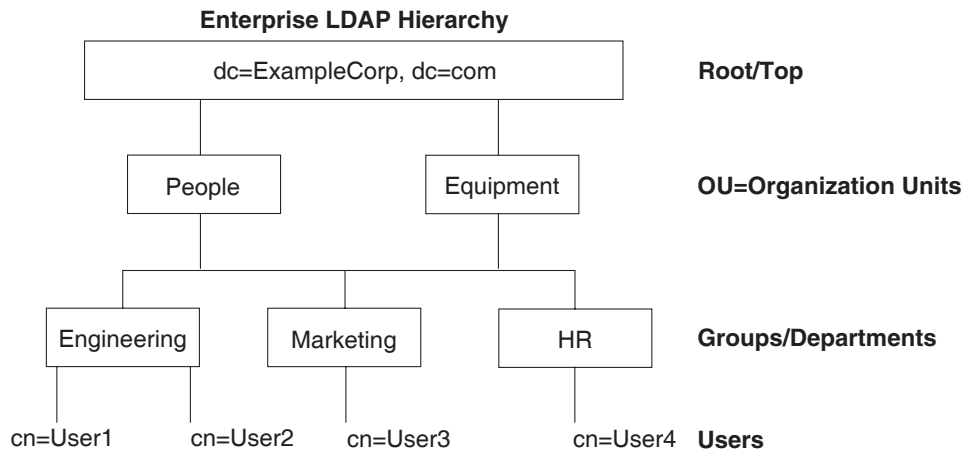 Enterprise LDAP Hierarchy
dc=ExampleCorp, dc=com
Root/Top
People
Equipment
OU=Organization Units
Engineering
Marketing
HR
Groups/Departments
cn=User1
cn=User2
cn=User3
cn=User4
Users